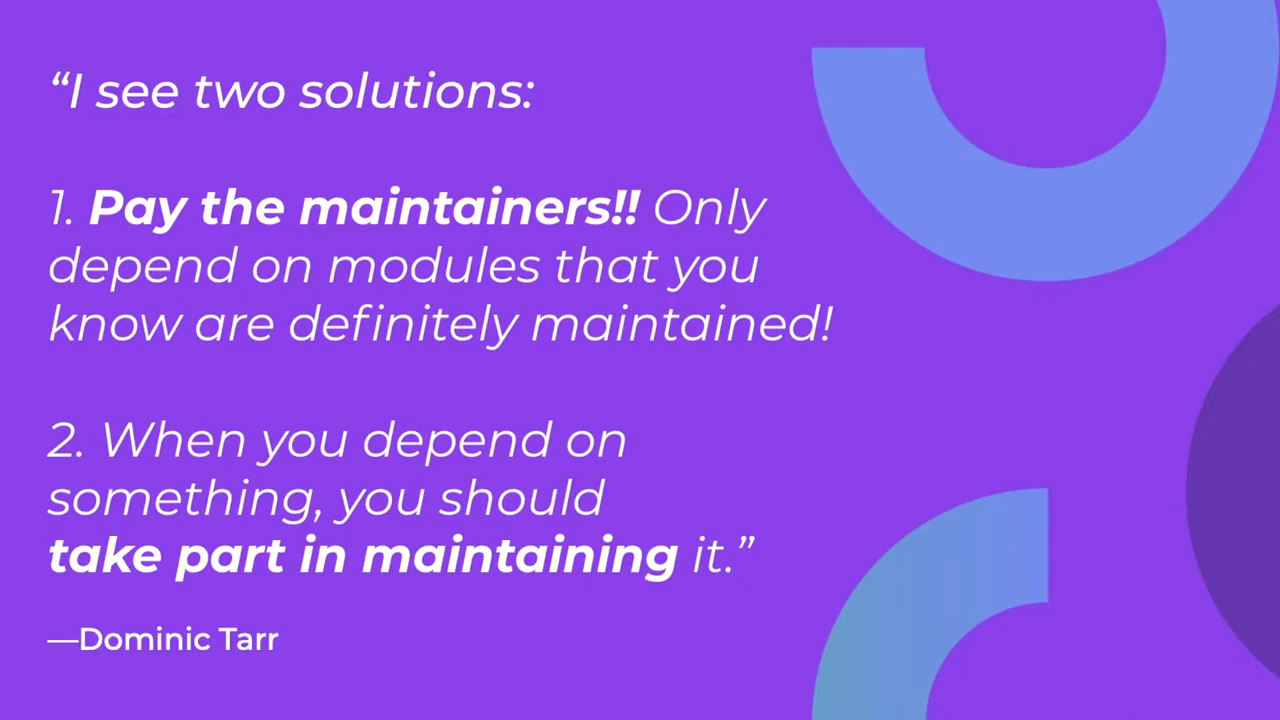 “I see two solutions:
1. Pay the maintainers!! Only
depend on modules that you
know are definitely maintained!
2. When you depend on
something, you should
take part in maintaining it.”
—Dominic Tarr